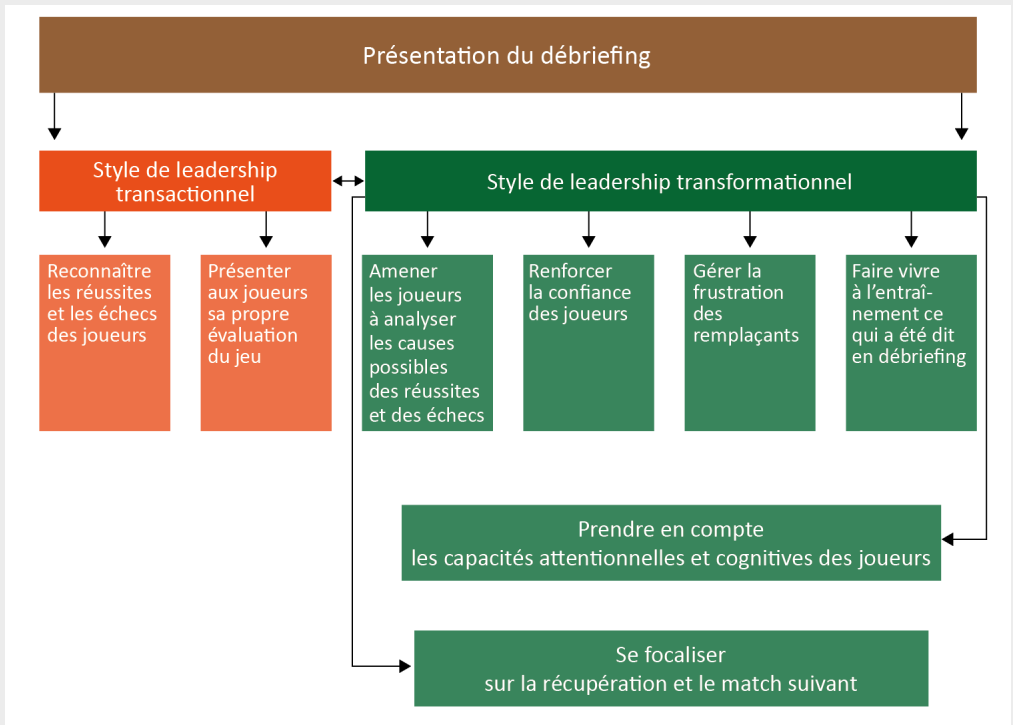 Présentation du débriefing
Style de leadership
transactionnel
Style de leadership transformationnel
Reconnaître
les réussites
et les échecs
des joueurs
Présenter
aux joueurs
sa propre
évaluation
du jeu
Amener
les joueurs
à analyser
les causes
possibles
des réussites
et des échecs
Renforcer
la confiance
des joueurs
Gérer la
frustration
des
remplaçants
Faire vivre
à l’entraî-
nement ce
qui a été dit
en débriefing
Prendre en compte
les capacités attentionnelles et cognitives des joueurs
Se focaliser
sur la récupération et le match suivant